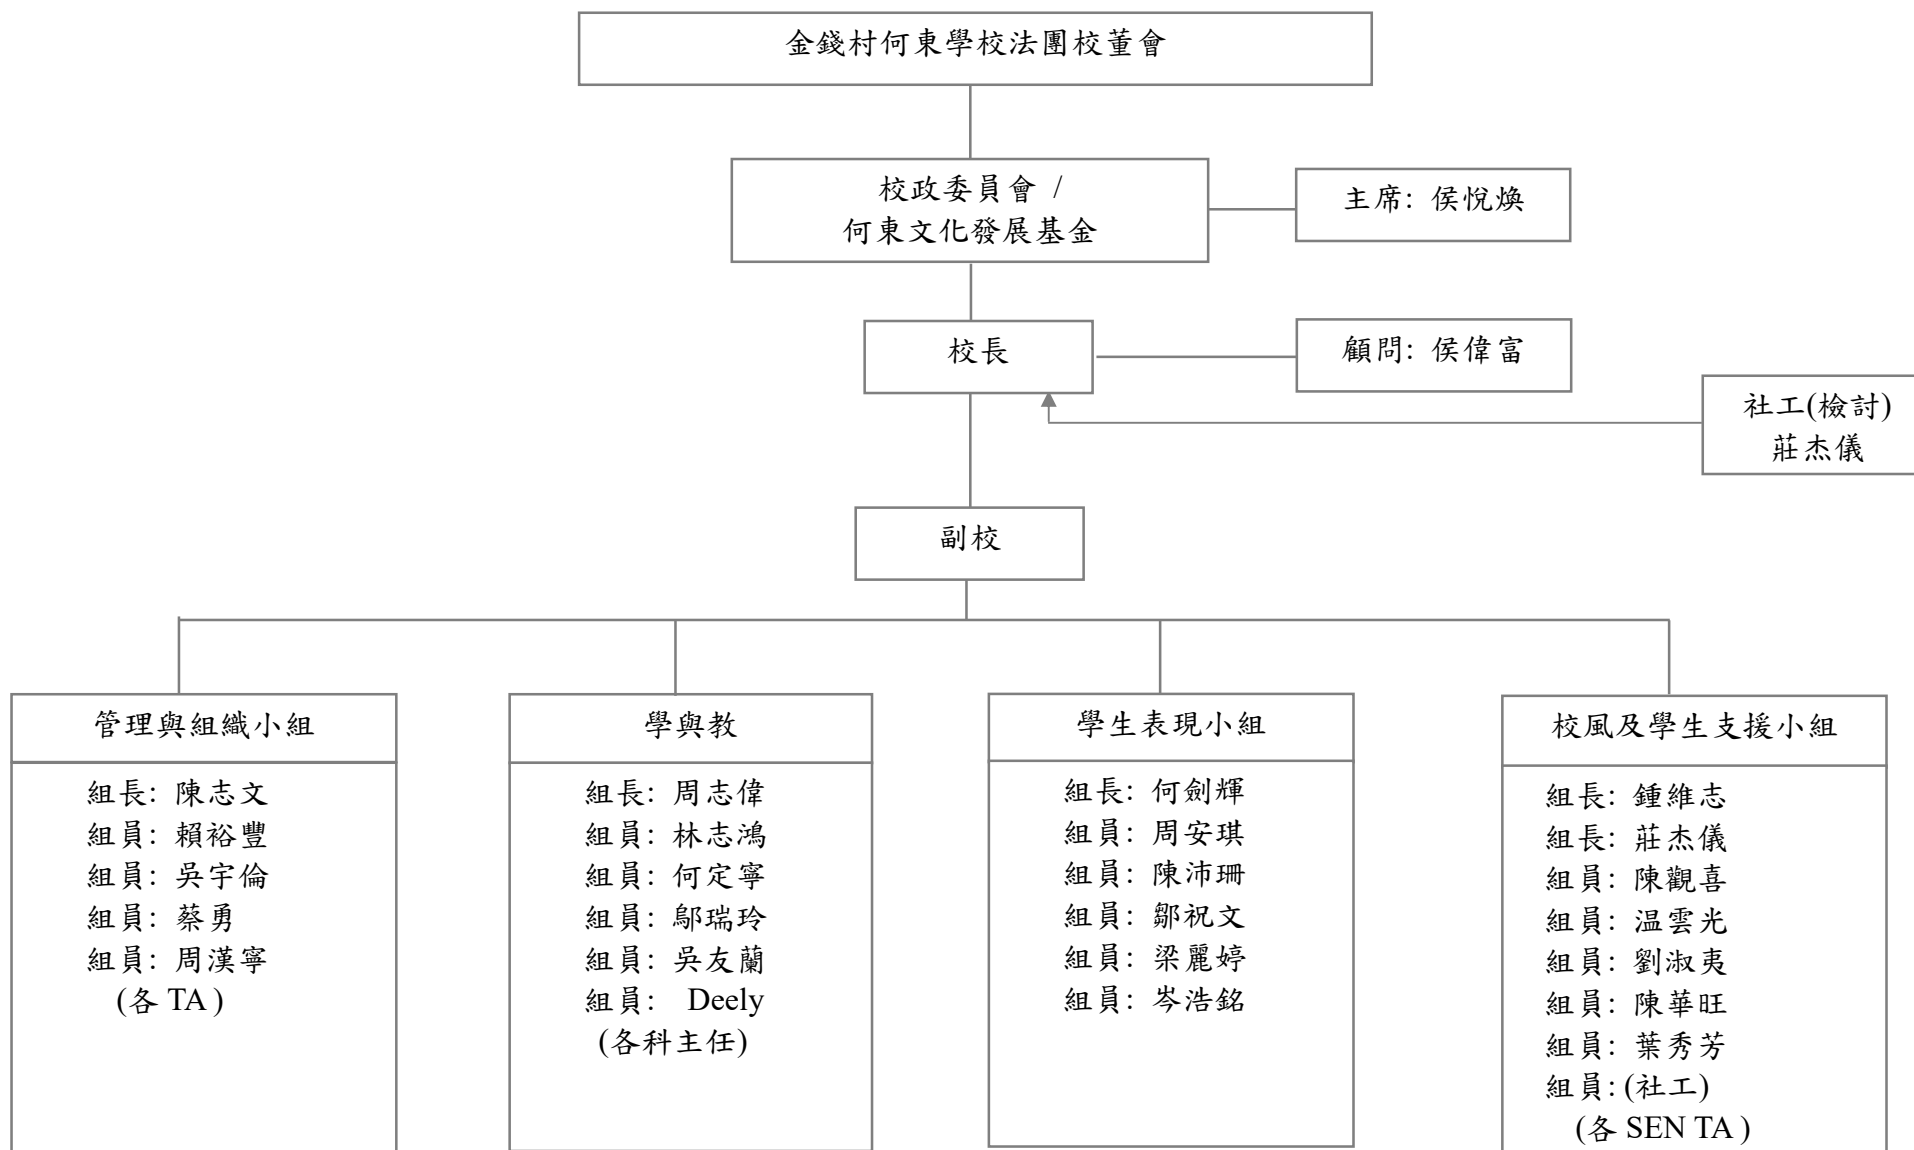 金錢村何東學校法團校董會
校政委員會 /
何東文化發展基金
主席: 侯悅煥
校長
顧問: 侯偉富
社工(檢討)
莊杰儀
副校
管理與組織小組
組長: 陳志文
組員: 賴裕豐
組員: 吳宇倫
組員: 蔡勇
組員: 周漢寧
(各 TA )
學與教
組長: 周志偉
組員: 林志鴻
組員: 何定寧
組員: 鄔瑞玲
組員: 吳友蘭
組員: Deely
(各科主任)
學生表現小組
組長: 何劍輝
組員: 周安琪
組員: 陳沛珊
組員: 鄒祝文
組員: 梁麗婷
組員: 岑浩銘
校風及學生支援小組
組長: 鍾維志
組長: 莊杰儀
組員: 陳觀喜
組員: 温雲光
組員: 劉淑夷
組員: 陳華旺
組員: 葉秀芳
組員: (社工)
(各 SEN TA )